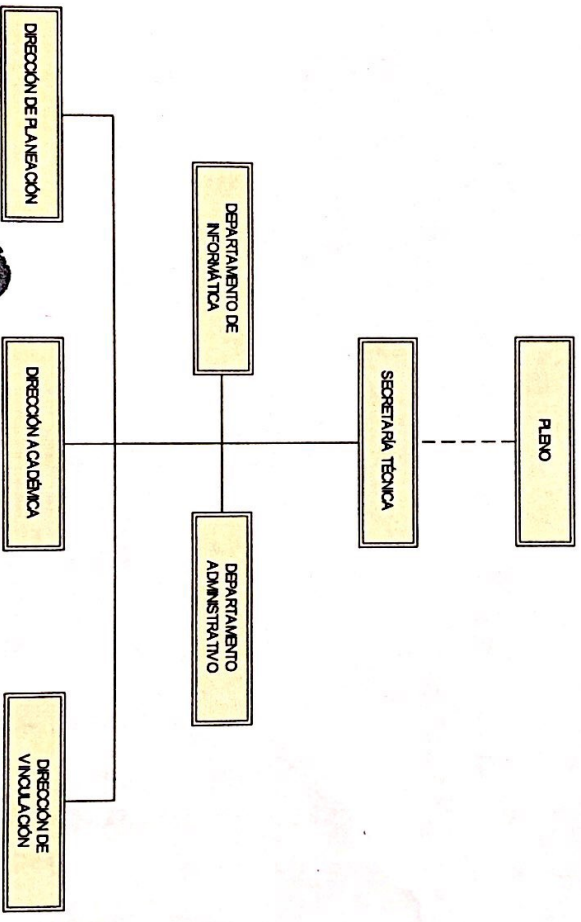 PLENO
SECRETARÍA TÉCNICA
DEPARTAMENTO DE
INFORMÁTICA
DEPARTAMENTO
ADMINISTRATIVO
DIRECCIÓN DE PLANEACIÓN
DIRECCIÓN ACADÉMICA
DIRECCIÓN DE
VINCULACIÓN